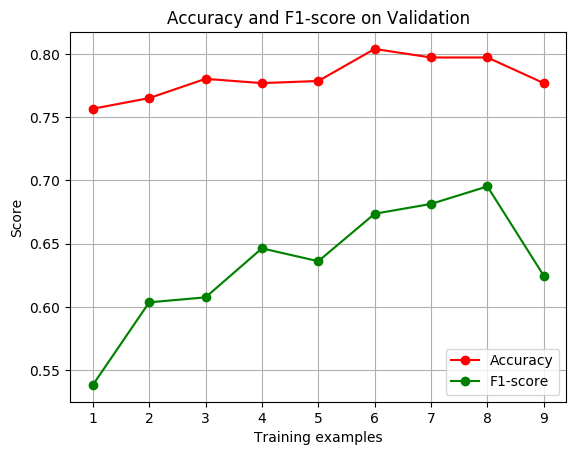 Accuracy and F1-score on Validation
0.80
0.75
0.70
0.65
0.60
0.55
Score
1 2 3 4 5 6 7 8 9
Training examples
Accuracy
F1-score